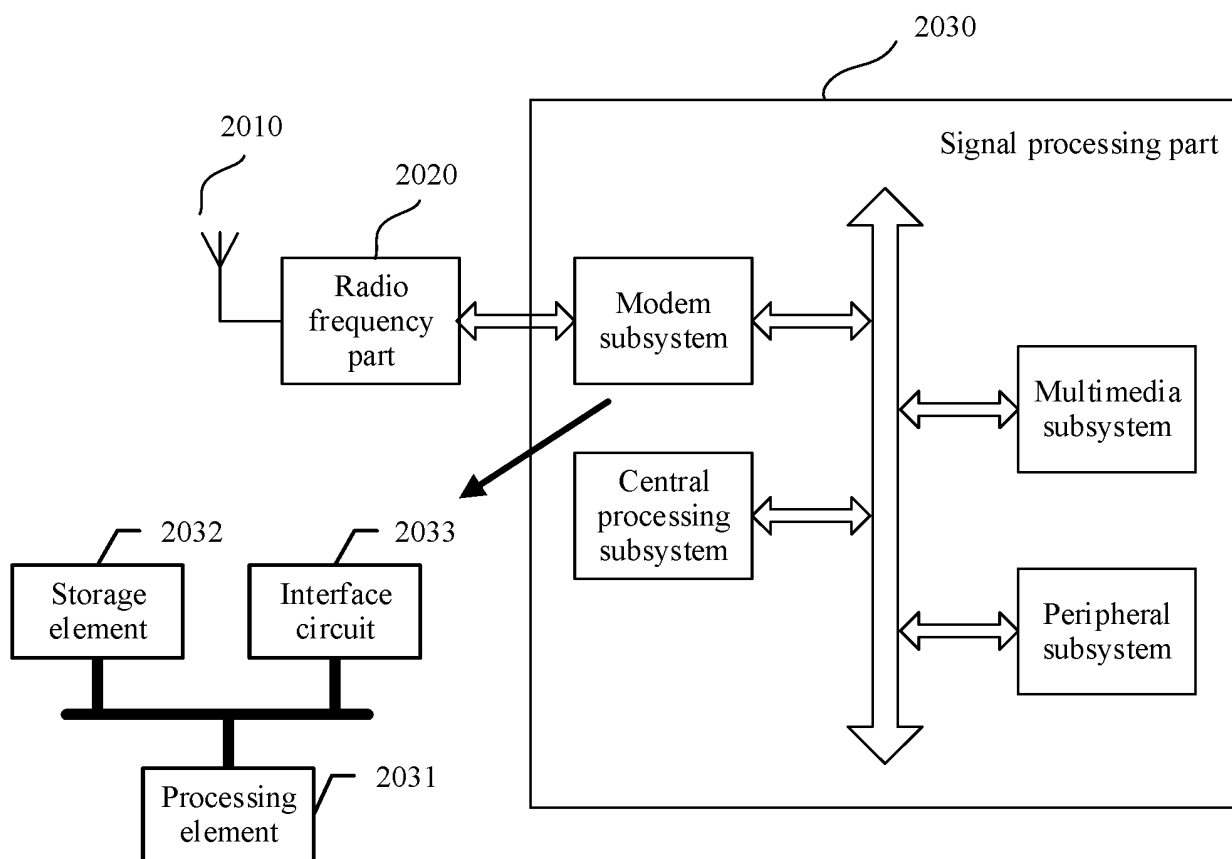 2030
Signal processing part
2010
2020
Radio
frequency
part
Modem
subsystem
Multimedia
subsystem
Central
processing
subsystem
2032
2033
Storage
element
Interface
circuit
Peripheral
subsystem
2031
Processing
element